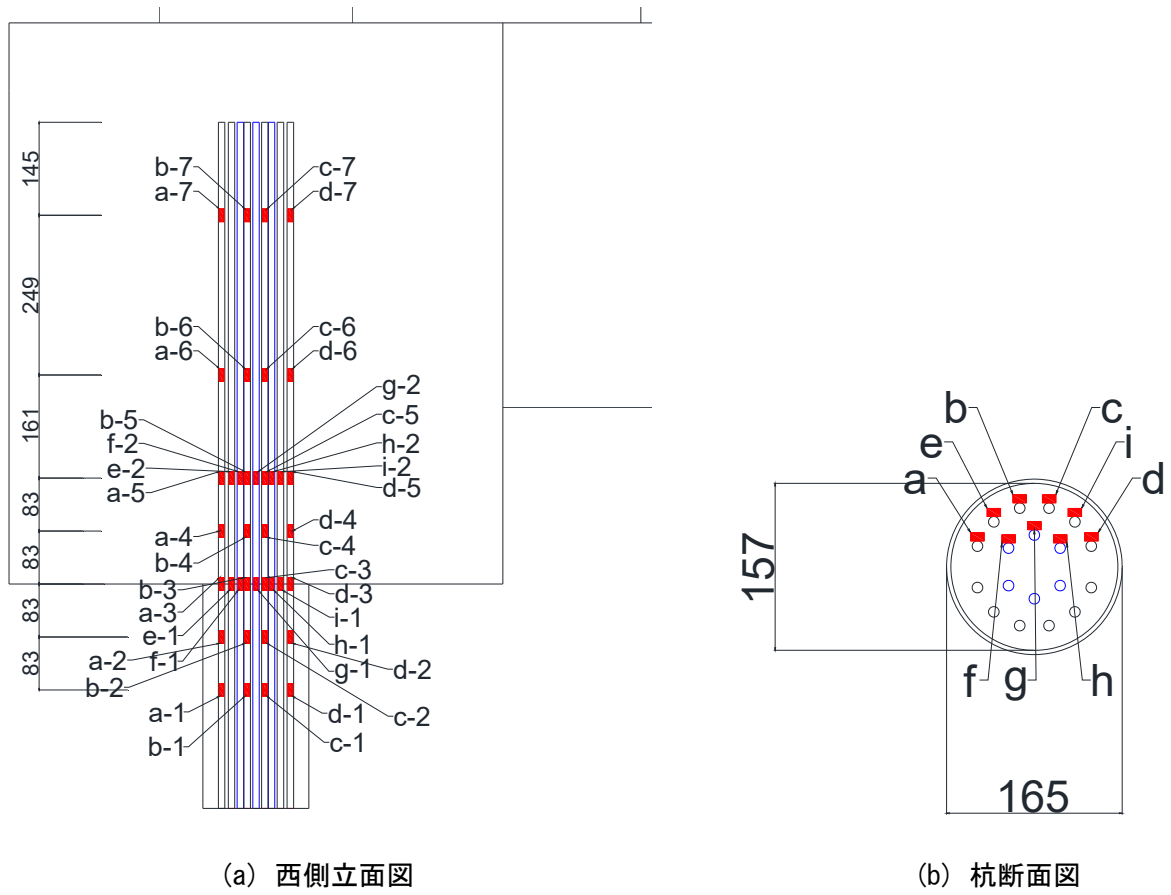 b-7
c-7
a-7
d-7
145
249
b-6
c-6
a-6
d-6
161
g-2
b-5
c-5
f-2
h-2
e-2
i-2
a-5
d-5
83
a-4
d-4
b-4
c-4
83
c-3
b-3
d-3
a-3
i-1
83
e-1
h-1
a-2
f-1
g-1
d-2
83
b-2
a-1
d-1
c-2
b-1
c-1
b
c
e
i
a
d
157
f
g
h
165
(a) 西側立面図
(b) 杭断面図